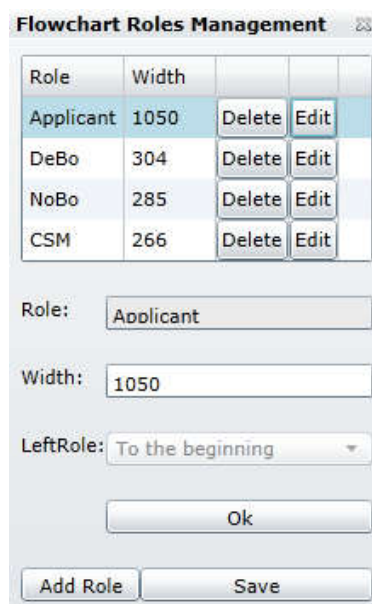 Flowchart Roles Management
Role Width
Applicant 1050 Delete Edit
DeBo 304 Delete Edit
NoBo 285 Delete Edit
CSM 266 Delete Edit
Role: Applicant
Width: 1050
LeftRole: To the beginning
Ok
Add Role Save